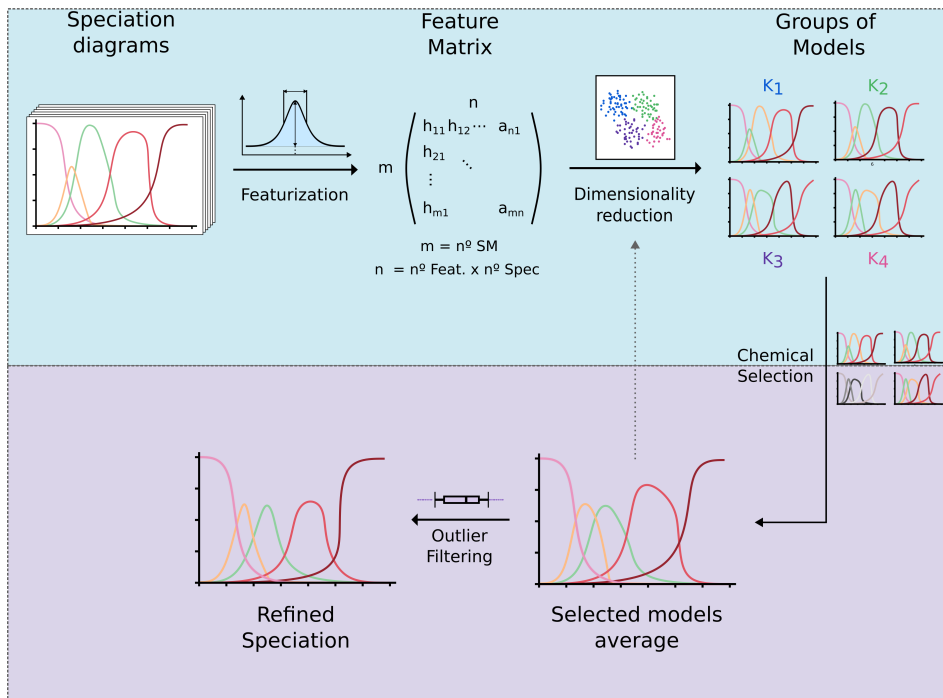 Speciation
diagrams
Feature
Matrix
Groups of
Models
Featurization
n
m
h11 h12 ⋯ an1
h21 ⋱
⋮
hm1 amn
m = nº SM
n = nº Feat. x nº Spec
Dimensionality
reduction
K1
K2
c
K3
K4
Chemical
Selection
Outlier
Filtering
Refined
Speciation
Selected models
average